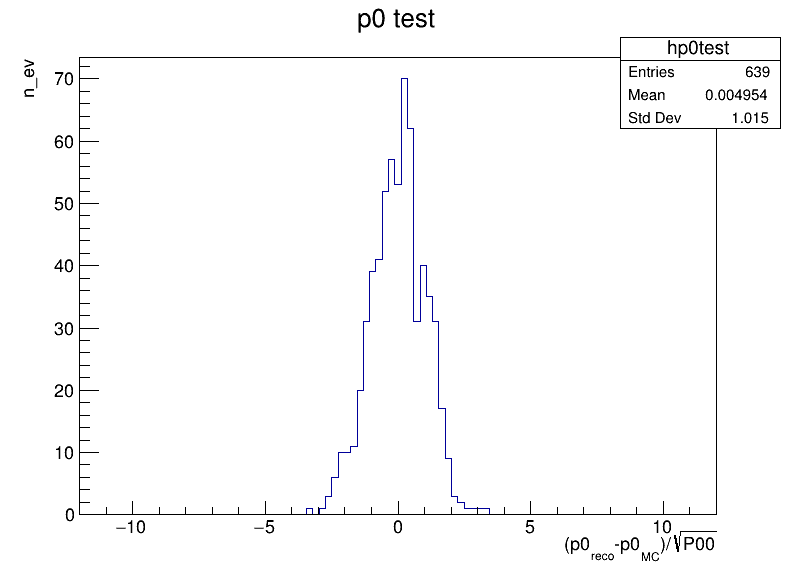 p0 test
hp0test
Entries 639
Mean 0.004954
Std Dev 1.015
n_ev
70
60
50
40
30
20
10
0
−10 −5 0 5 10
(p0reco-p0MC)/√P00